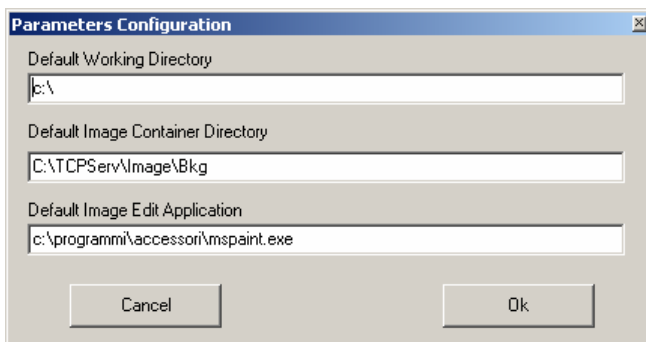 Parameters Configuration
Default Working Directory
c:\
Default Image Container Directory
C:\TCPServ\Image\Bkg
Default Image Edit Application
c:\programmi\accessori\mspaint.exe
Cancel Ok